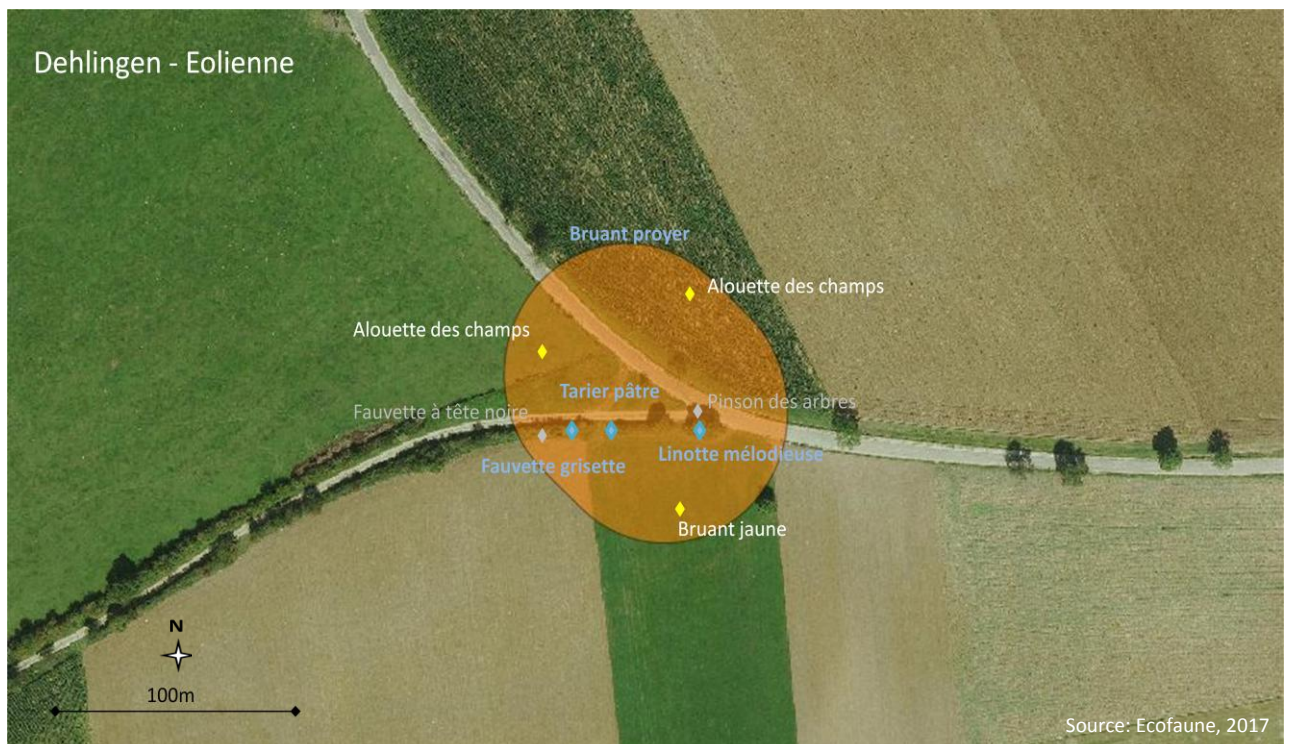 Dehlingen - Eolienne
Bruant proyer
Alouette des champs
Alouette des champs
Tarier pâtre
Pinson des arbres
Fauvette à tête noire
Linotte mélodieuse
Fauvette grisette
Bruant jaune
N
100m
Source: Ecofaune, 2017